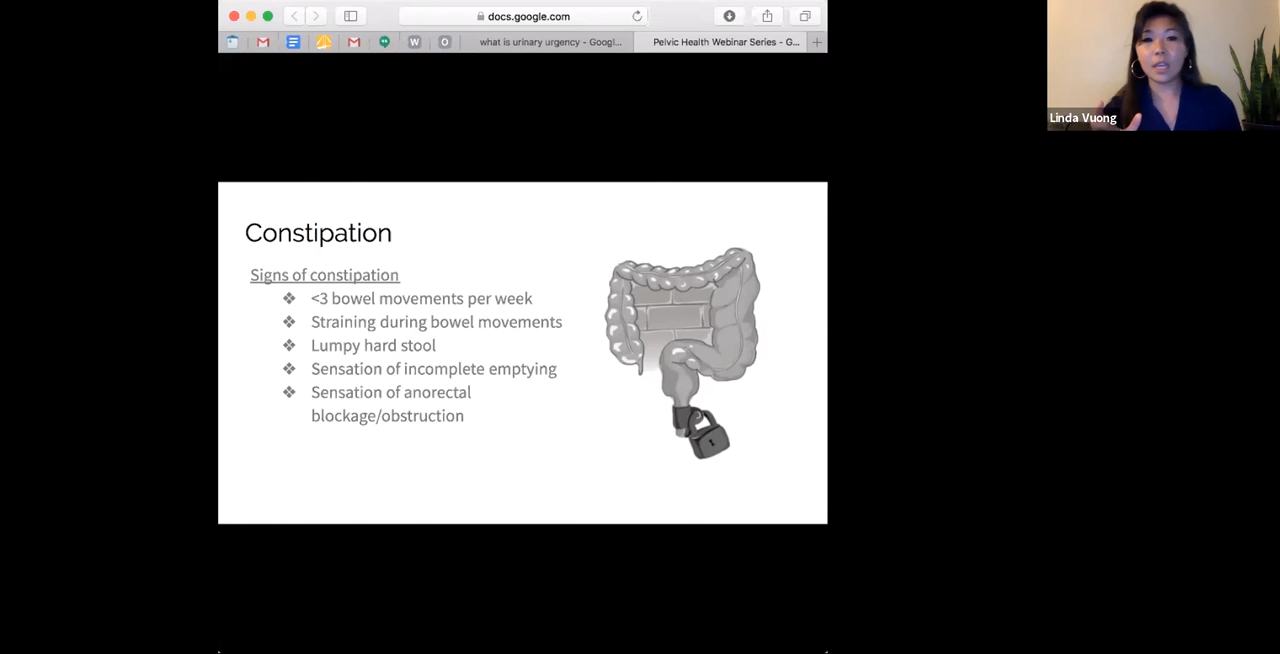 docs.google.com
W
O
what is urinary urgency - Googl...
Pelvic Health Webinar Series - G...
Linda Vuong
Constipation
Signs of constipation
❖ <3 bowel movements per week
❖ Straining during bowel movements
❖ Lumpy hard stool
❖ Sensation of incomplete emptying
❖ Sensation of anorectal
blockage/obstruction